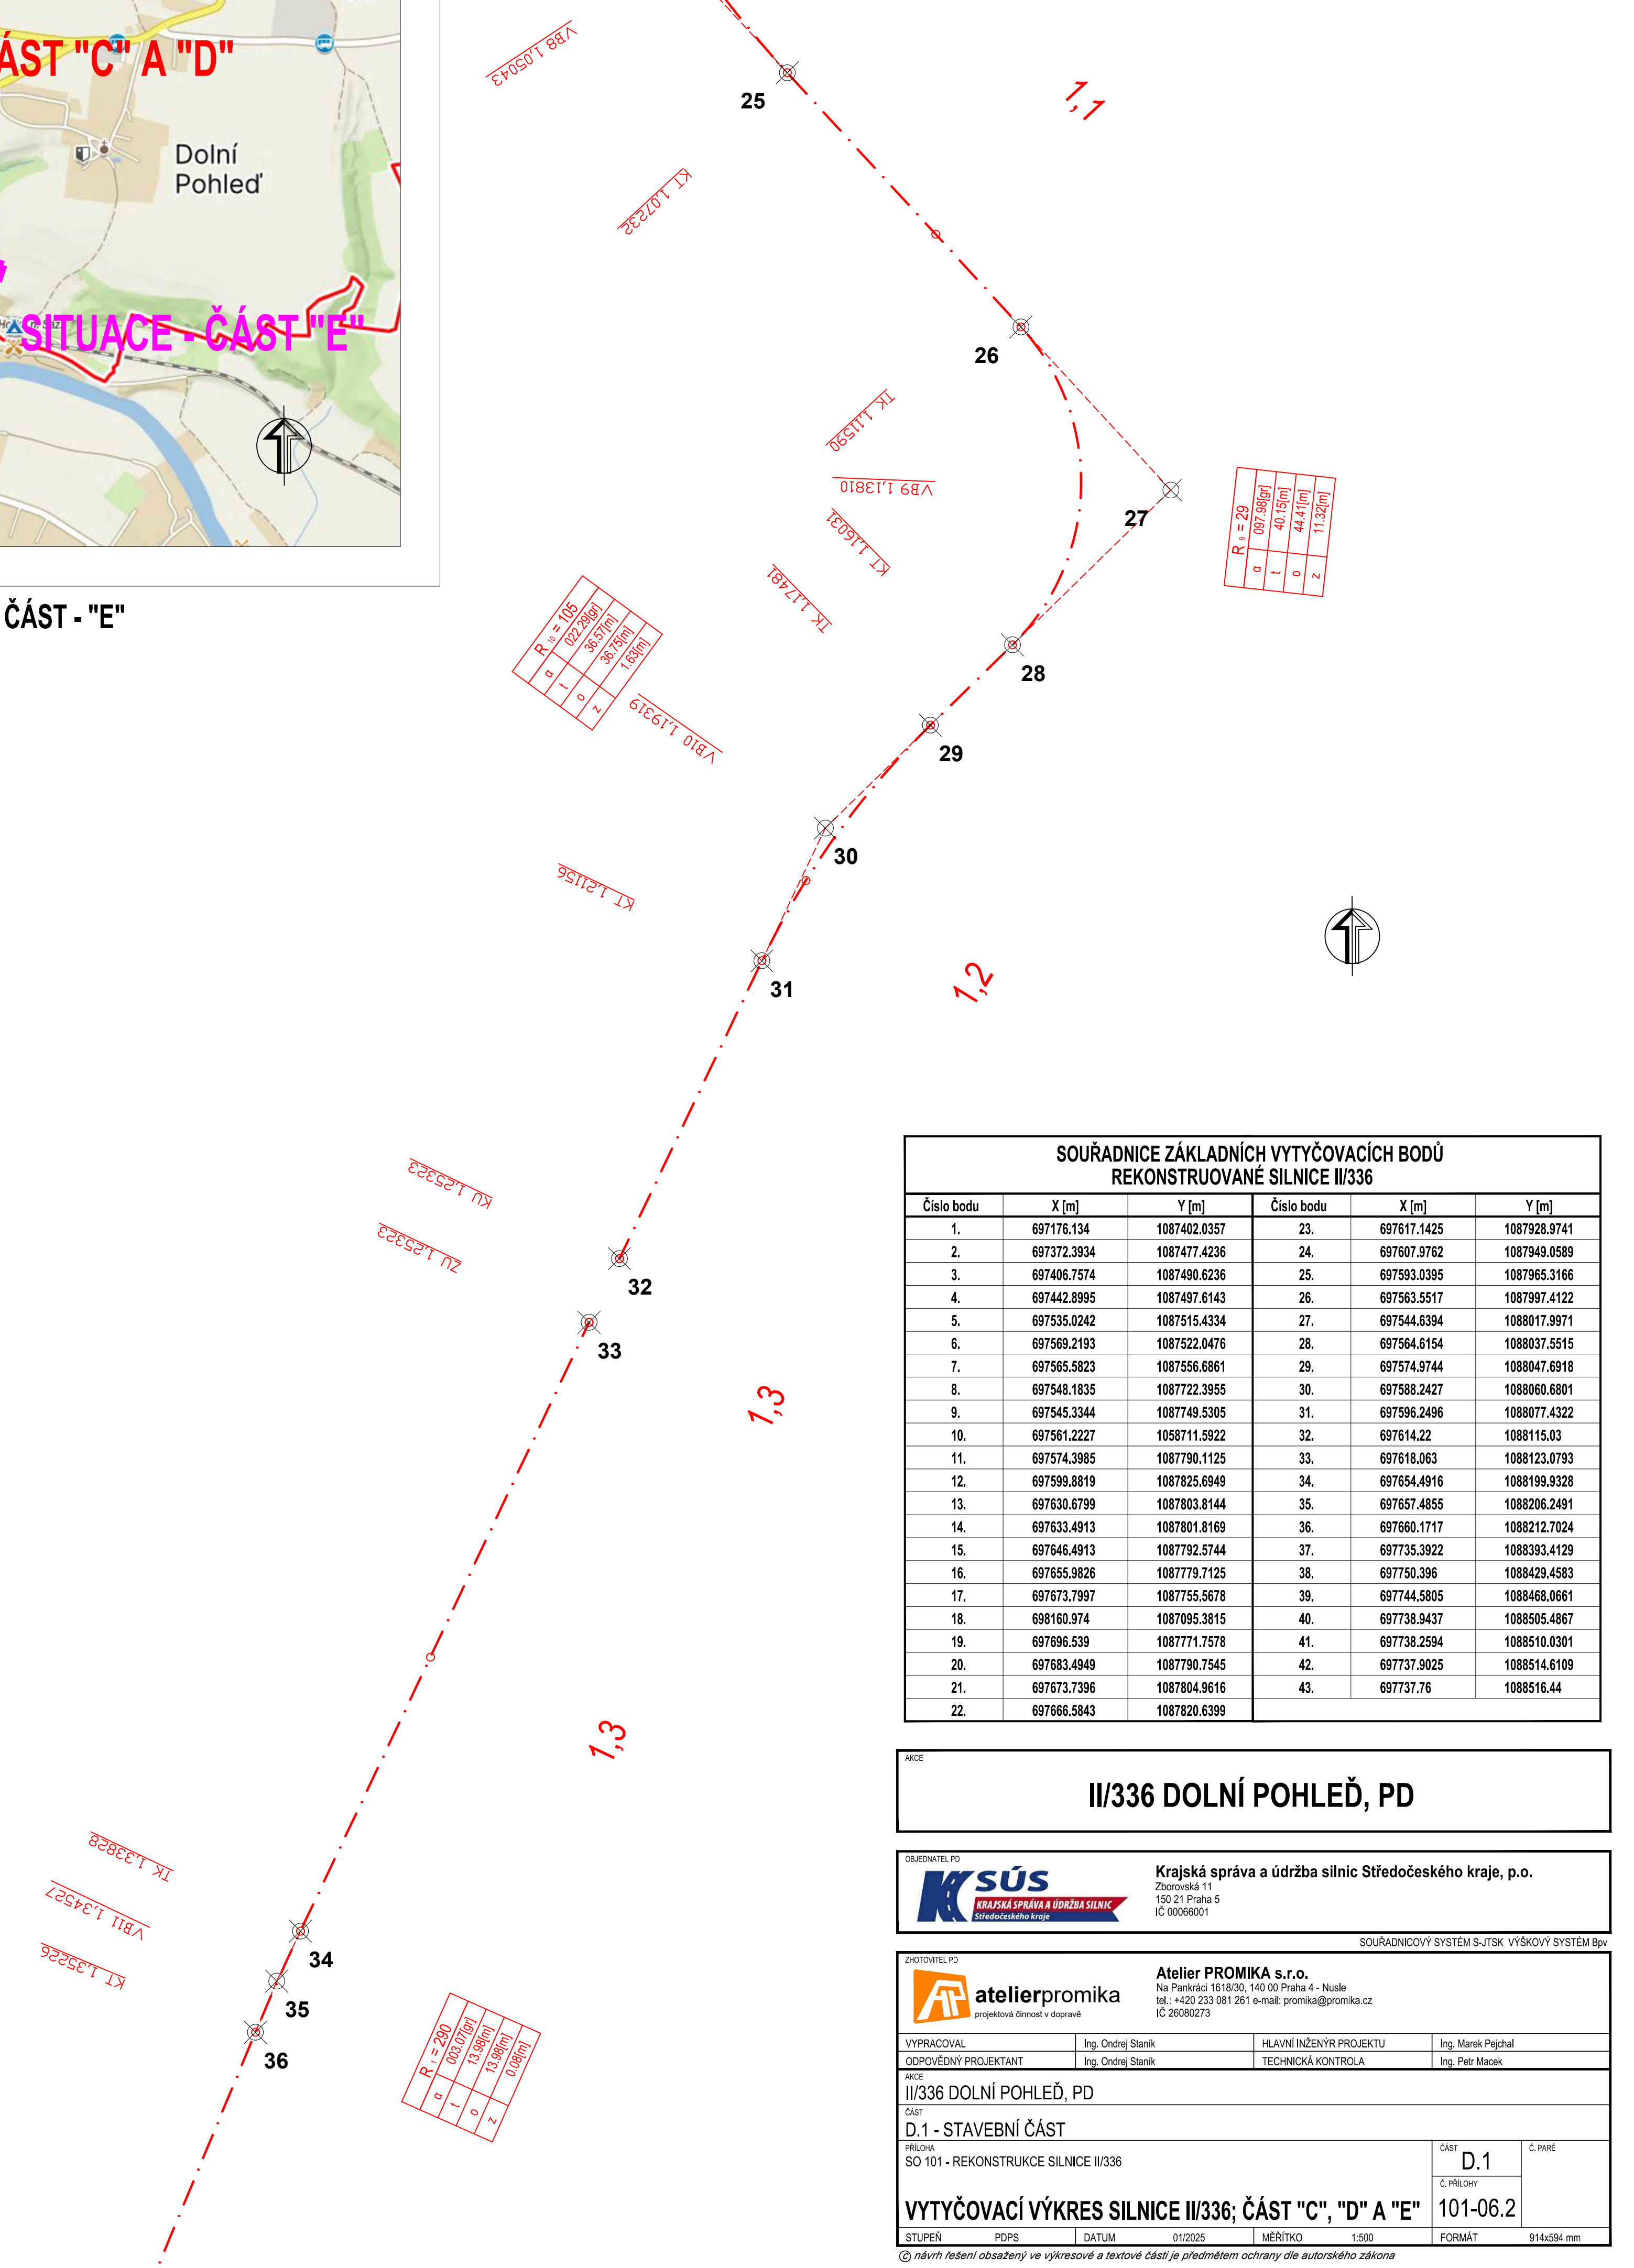 ÁST "C" A "D"
Dolní
Pohleď
SITUACE - ČÁST "E"
ČÁST - "E"
VB8 1,05043
25
1,1
KT 1,07232
26
TK 1,11590
VB9 1,13810
KT 1,16031
27
R 9 = 29
α 097.98[gr]
t 40.15[m]
o 44.41[m]
z 11.32[m]
TK 1,17481
28
R 10 = 105
α 022.29[gr]
t 36.57[m]
o 36.75[m]
z 1.63[m]
VB10 1,19319
29
30
KT 1,21156
31
1,2
KU 1,25323
ZU 1,25323
32
33
1,3
1,3
TK 1,33828
VB11 1,34527
KT 1,35226
34
35
36
R 1 = 290
α 003.07[gr]
t 13.98[m]
o 13.98[m]
z 0.08[m]
SOUŘADNICE ZÁKLADNÍCH VYTYČOVACÍCH BODŮ
REKONSTRUOVANÉ SILNICE II/336
Číslo bodu X [m] Y [m] Číslo bodu X [m] Y [m]
1. 697176.134 1087402.0357 23. 697617.1425 1087928.9741
2. 697372.3934 1087477.4236 24. 697607.9762 1087949.0589
3. 697406.7574 1087490.6236 25. 697593.0395 1087965.3166
4. 697442.8995 1087497.6143 26. 697563.5517 1087997.4122
5. 697535.0242 1087515.4334 27. 697544.6394 1088017.9971
6. 697569.2193 1087522.0476 28. 697564.6154 1088037.5515
7. 697565.5823 1087556.6861 29. 697574.9744 1088047.6918
8. 697548.1835 1087722.3955 30. 697588.2427 1088060.6801
9. 697545.3344 1087749.5305 31. 697596.2496 1088077.4322
10. 697561.2227 1058711.5922 32. 697614.22 1088115.03
11. 697574.3985 1087790.1125 33. 697618.063 1088123.0793
12. 697599.8819 1087825.6949 34. 697654.4916 1088199.9328
13. 697630.6799 1087803.8144 35. 697657.4855 1088206.2491
14. 697633.4913 1087801.8169 36. 697660.1717 1088212.7024
15. 697646.4913 1087792.5744 37. 697735.3922 1088393.4129
16. 697655.9826 1087779.7125 38. 697750.396 1088429.4583
17. 697673.7997 1087755.5678 39. 697744.5805 1088468.0661
18. 698160.974 1087095.3815 40. 697738.9437 1088505.4867
19. 697696.539 1087771.7578 41. 697738.2594 1088510.0301
20. 697683.4949 1087790.7545 42. 697737.9025 1088514.6109
21. 697673.7396 1087804.9616 43. 697737.76 1088516.44
22. 697666.5843 1087820.6399
AKCE
II/336 DOLNÍ POHLEĎ, PD
OBJEDNATEL PD
KSÚS
KRAJSKÁ SPRÁVA A ÚDRŽBA SILNIC
Středočeského kraje
Krajská správa a údržba silnic Středočeského kraje, p.o.
Zborovská 11
150 21 Praha 5
IČ 00066001
SOUŘADNICOVÝ SYSTÉM S-JTSK VÝŠKOVÝ SYSTÉM Bpv
ZHOTOVITEL PD
AP
atelierpromika
projektová činnost v dopravě
Atelier PROMIKA s.r.o.
Na Pankráci 1618/30, 140 00 Praha 4 - Nusle
tel.: +420 233 081 261 e-mail: promika@promika.cz
IČ 26080273
VYPRACOVAL Ing. Ondrej Staník HLAVNÍ INŽENÝR PROJEKTU Ing. Marek Pejchal
ODPOVĚDNÝ PROJEKTANT Ing. Ondrej Staník TECHNICKÁ KONTROLA Ing. Petr Macek
AKCE
II/336 DOLNÍ POHLEĎ, PD
ČÁST
D.1 - STAVEBNÍ ČÁST
PŘÍLOHA
SO 101 - REKONSTRUKCE SILNICE II/336
ČÁST
D.1
Č. PARÉ
Č. PŘÍLOHY
101-06.2
VYTYČOVACÍ VÝKRES SILNICE II/336; ČÁST "C", "D" A "E"
STUPEŇ PDPS DATUM 01/2025 MĚŘÍTKO 1:500 FORMÁT 914x594 mm
© návrh řešení obsažený ve výkresové a textové části je předmětem ochrany dle autorského zákona